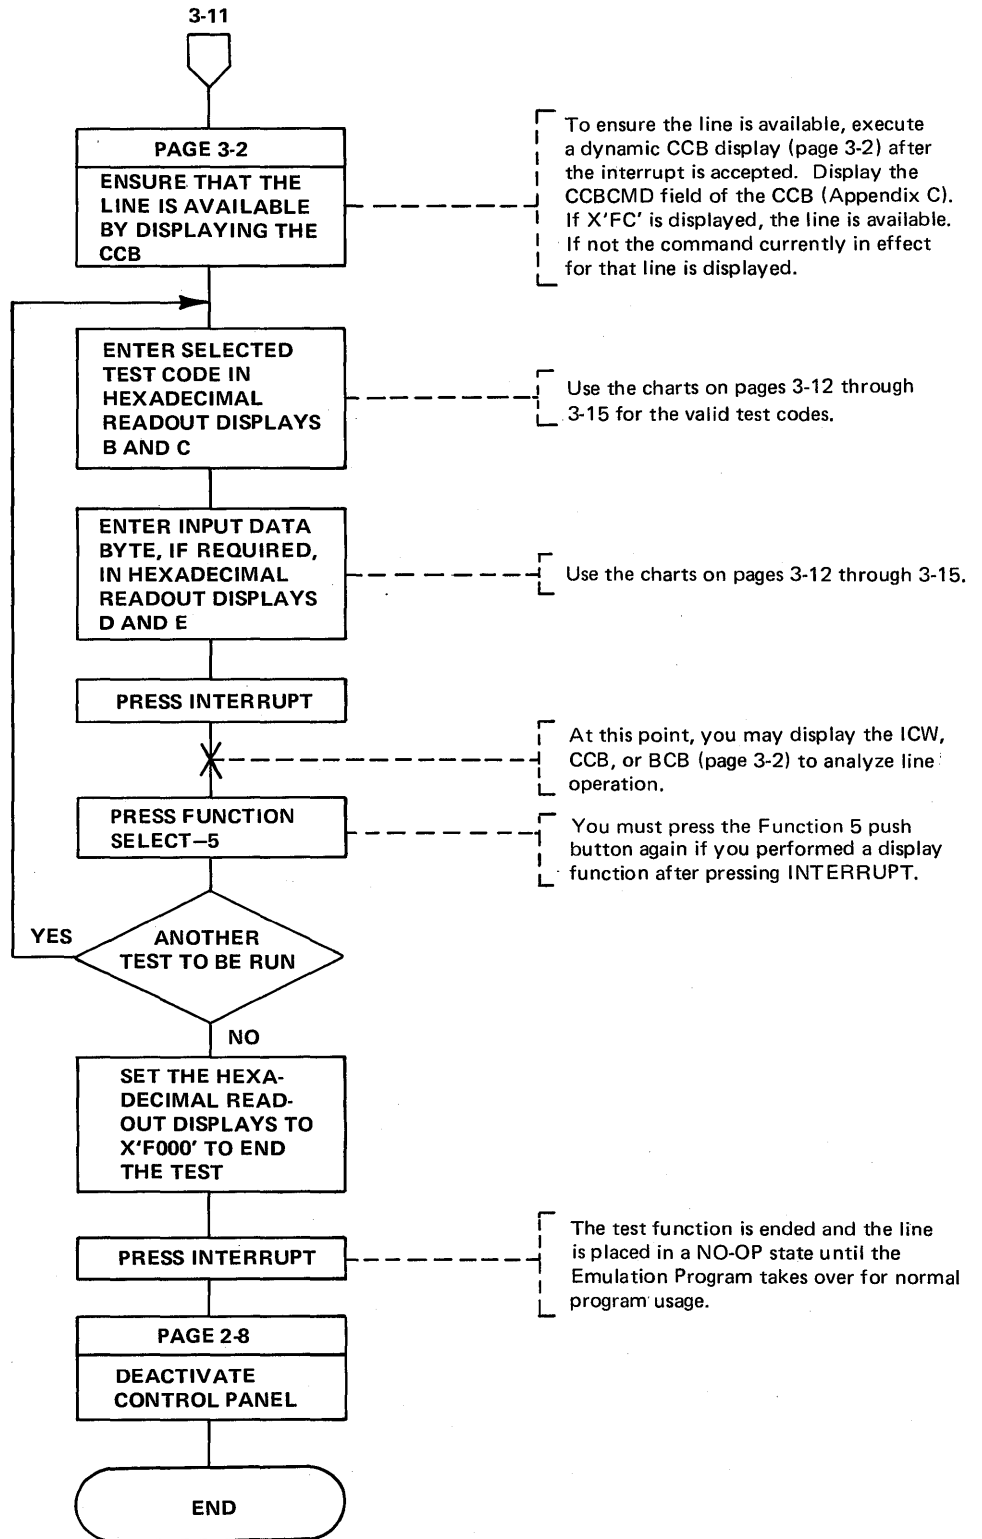 3-11
PAGE 3-2
ENSURE THAT THE
LINE IS AVAILABLE
BY DISPLAYING THE
CCB
To ensure the line is available, execute
a dynamic CCB display (page 3-2) after
the interrupt is accepted. Display the
CCBCMD field of the CCB (Appendix C).
If X'FC' is displayed, the line is available.
If not the command currently in effect
for that line is displayed.
ENTER SELECTED
TEST CODE IN
HEXADECIMAL
READOUT DISPLAYS
B AND C
Use the charts on pages 3-12 through
3-15 for the valid test codes.
ENTER INPUT DATA
BYTE, IF REQUIRED,
IN HEXADECIMAL
READOUT DISPLAYS
D AND E
Use the charts on pages 3-12 through 3-15.
PRESS INTERRUPT
At this point, you may display the ICW,
CCB, or BCB (page 3-2) to analyze line
operation.
PRESS FUNCTION
SELECT–5
You must press the Function 5 push
button again if you performed a display
function after pressing INTERRUPT.
YES
ANOTHER
TEST TO BE RUN
NO
SET THE HEXA-
DECIMAL READ-
OUT DISPLAYS TO
X'F000' TO END
THE TEST
PRESS INTERRUPT
The test function is ended and the line
is placed in a NO-OP state until the
Emulation Program takes over for normal
program usage.
PAGE 2-8
DEACTIVATE
CONTROL PANEL
END